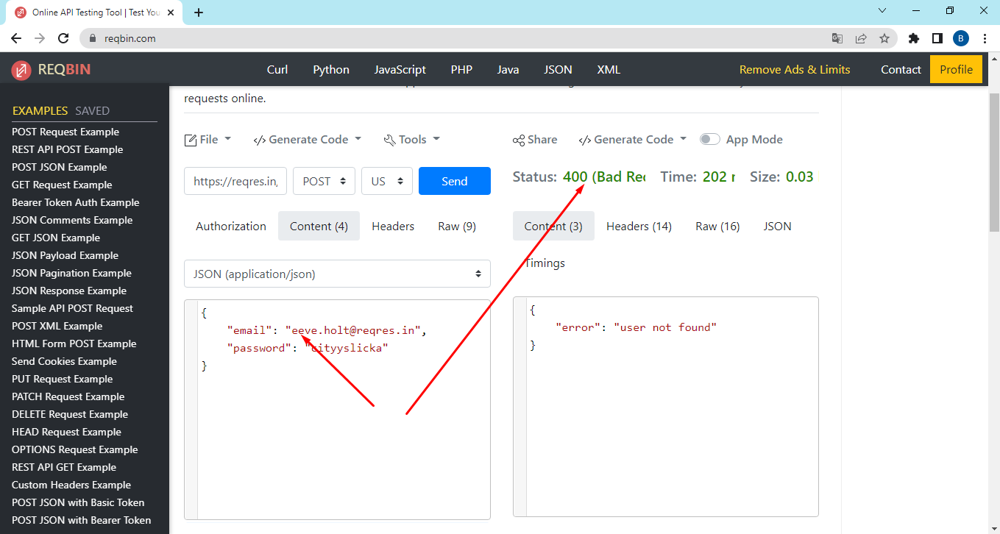 Online API Testing Tool | Test You
reqbin.com
B
REQBIN
Curl
Python
JavaScript
PHP
Java
JSON
XML
Remove Ads & Limits
Contact
Profile
EXAMPLES SAVED
POST Request Example
REST API POST Example
POST JSON Example
GET Request Example
Bearer Token Auth Example
JSON Comments Example
GET JSON Example
JSON Payload Example
JSON Pagination Example
JSON Response Example
Sample API POST Request
POST XML Example
HTML Form POST Example
Send Cookies Example
PUT Request Example
PATCH Request Example
DELETE Request Example
HEAD Request Example
OPTIONS Request Example
REST API GET Example
Custom Headers Example
POST JSON with Basic Token
POST JSON with Bearer Token
requests online.
File
Generate Code
Tools
https://reqres.in,
POST
US
Send
Authorization
Content (4)
Headers
Raw (9)
JSON (application/json)
{
"email": "eeve.holt@reqres.in",
"password": "cityyslicka"
}
Share
Generate Code
App Mode
Status: 400 (Bad Rec
Time: 202 r
Size: 0.03
Content (3)
Headers (14)
Raw (16)
JSON
Timings
{
"error": "user not found"
}